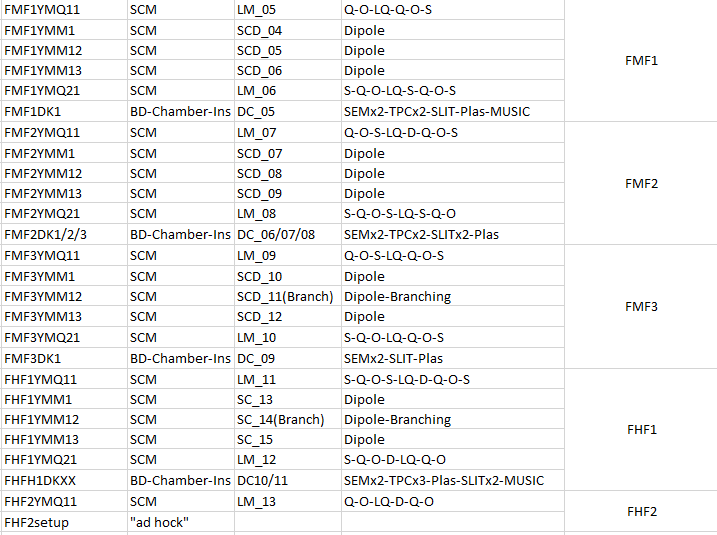 FMF1YMQ11 SCM LM_05 Q-O-LQ-Q-O-S
FMF1YMM1 SCM SCD_04 Dipole
FMF1YMM12 SCM SCD_05 Dipole
FMF1YMM13 SCM SCD_06 Dipole FMF1
FMF1YMQ21 SCM LM_06 S-Q-O-LQ-S-Q-O-S
FMF1DK1 BD-Chamber-Ins DC_05 SEMx2-TPCx2-SLIT-Plas-MUSIC
FMF2YMQ11 SCM LM_07 Q-O-S-LQ-D-Q-O-S
FMF2YMM1 SCM SCD_07 Dipole
FMF2YMM12 SCM SCD_08 Dipole
FMF2YMM13 SCM SCD_09 Dipole FMF2
FMF2YMQ21 SCM LM_08 S-Q-O-S-LQ-S-Q-O
FMF2DK1/2/3 BD-Chamber-Ins DC_06/07/08 SEMx2-TPCx2-SLITx2-Plas
FMF3YMQ11 SCM LM_09 Q-O-S-LQ-Q-O-S
FMF3YMM1 SCM SCD_10 Dipole
FMF3YMM12 SCM SCD_11(Branch) Dipole-Branching
FMF3YMM13 SCM SCD_12 Dipole FMF3
FMF3YMQ21 SCM LM_10 S-Q-O-LQ-Q-O-S
FMF3DK1 BD-Chamber-Ins DC_09 SEMx2-SLIT-Plas
FHF1YMQ11 SCM LM_11 S-Q-O-S-LQ-D-Q-O-S
FHF1YMM1 SCM SC_13 Dipole
FHF1YMM12 SCM SC_14(Branch) Dipole-Branching
FHF1YMM13 SCM SC_15 Dipole FHF1
FHF1YMQ21 SCM LM_12 S-Q-O-D-LQ-Q-O
FHFH1DKXX BD-Chamber-Ins DC10/11 SEMx2-TPCx3-Plas-SLITx2-MUSIC
FHF2YMQ11 SCM LM_13 Q-O-LQ-D-Q-O
FHF2setup "ad hock" FHF2